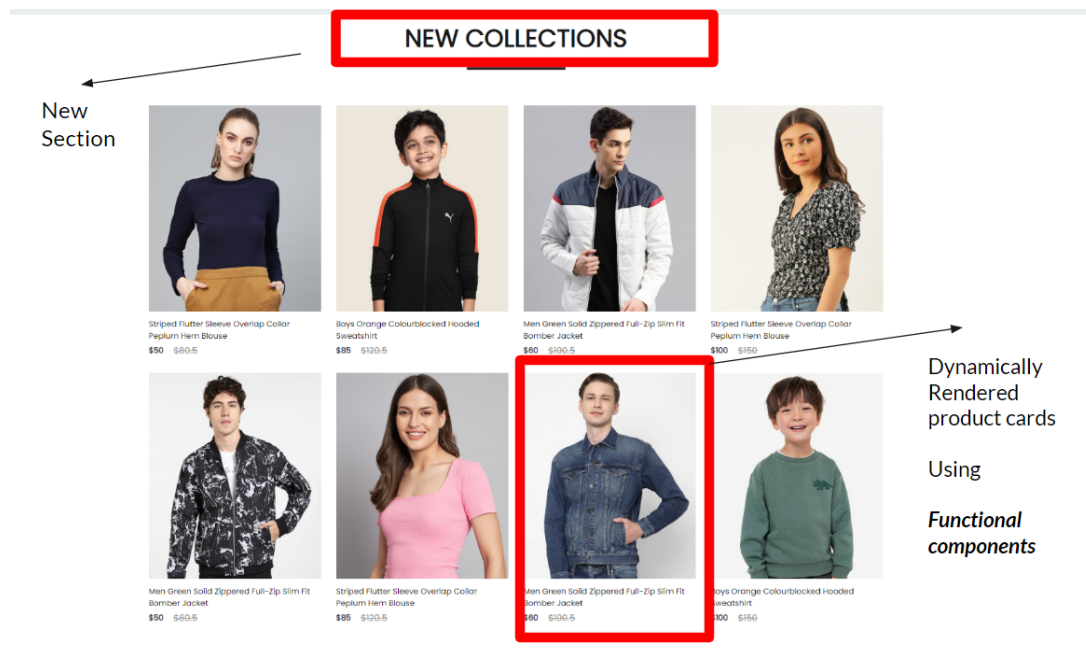 NEW COLLECTIONS
New
Section
Striped Flutter Sleeve Overlap Collar
Peplum Hem Blouse
$50 $80.5
Boys Orange Colourblocked Hooded
Sweatshirt
$85 $120.5
Men Green Solid Zippered Full-Zip Slim Fit
Bomber Jacket
$60 $100.5
Striped Flutter Sleeve Overlap Collar
Peplum Hem Blouse
$100 $150
Dynamically
Rendered
product cards
Using
Functional
components
Men Green Solid Zippered Full-Zip Slim Fit
Bomber Jacket
$50 $80.5
Striped Flutter Sleeve Overlap Collar
Peplum Hem Blouse
$85 $120.5
Men Green Solid Zippered Full-Zip Slim Fit
Bomber Jacket
$60 $100.5
Boys Orange Colourblocked Hooded
Sweatshirt
$100 $150